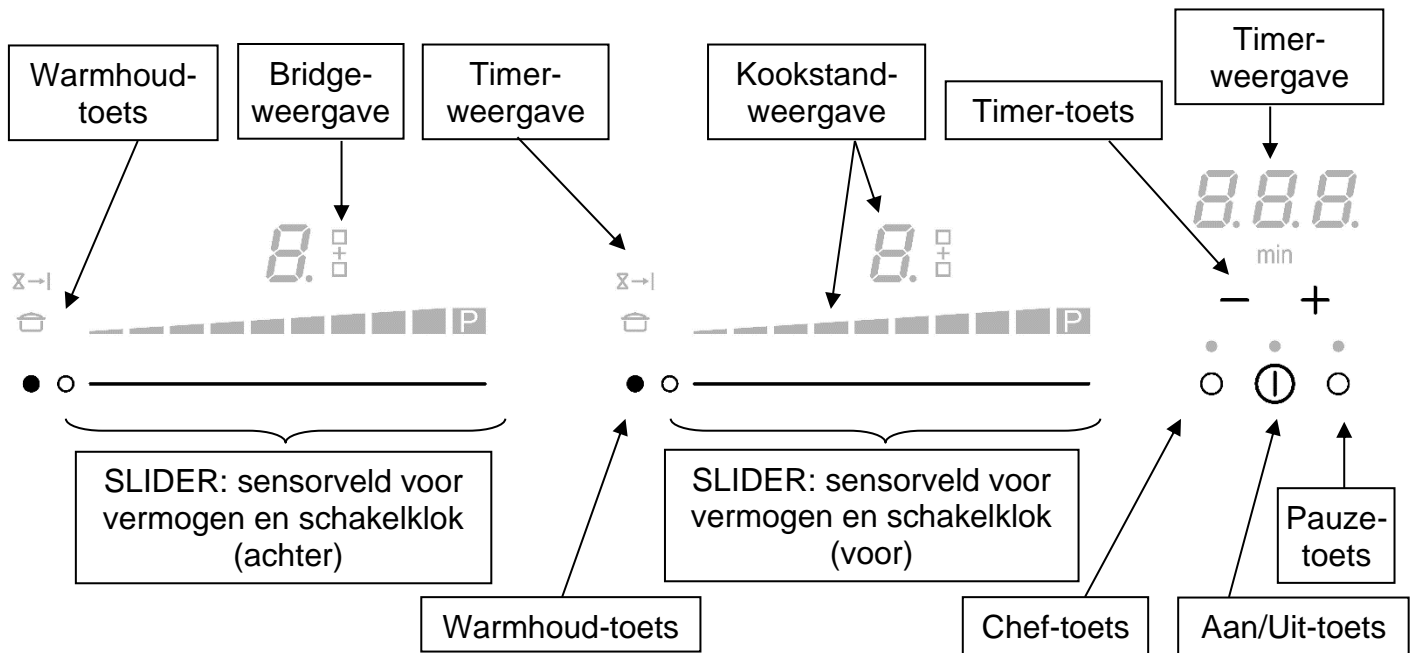 Warmhoud-
toets
Bridge-
weergave
Timer-
weergave
Kookstand-
weergave
Timer-toets
Timer-
weergave
8.
8.
8.8.8.
min
P
P
− +
SLIDER: sensorveld voor
vermogen en schakelklok
(achter)
SLIDER: sensorveld voor
vermogen en schakelklok
(voor)
Pauze-
toets
Warmhoud-toets
Chef-toets
Aan/Uit-toets